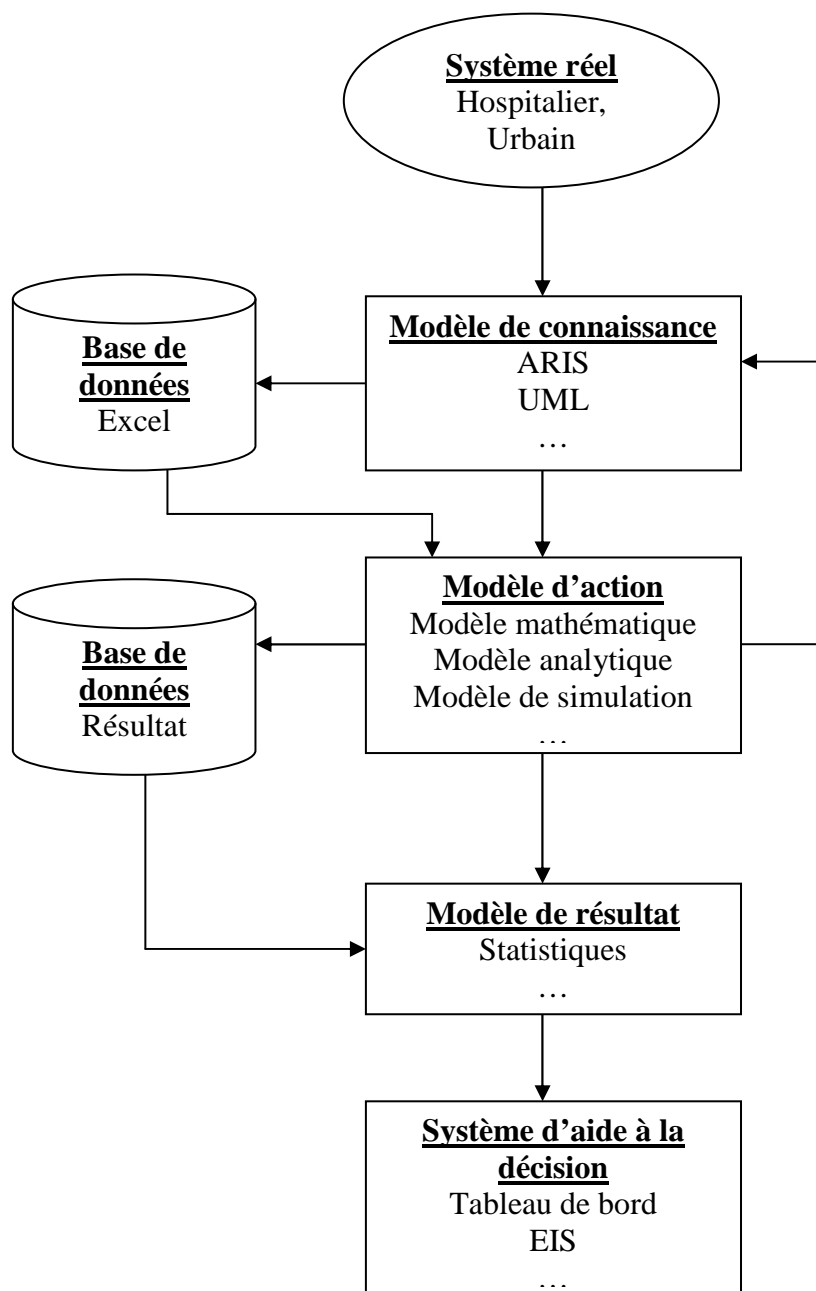 Système réel
Hospitalier,
Urbain
Modèle de connaissance
ARIS
UML
…
Base de
données
Excel
Modèle d’action
Modèle mathématique
Modèle analytique
Modèle de simulation
…
Base de
données
Résultat
Modèle de résultat
Statistiques
…
Système d’aide à la
décision
Tableau de bord
EIS
…